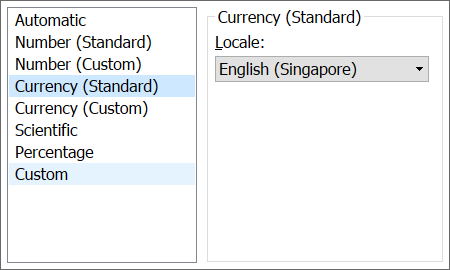 Automatic
Number (Standard)
Number (Custom)
Currency (Standard)
Currency (Custom)
Scientific
Percentage
Custom
Currency (Standard)
Locale:
English (Singapore)